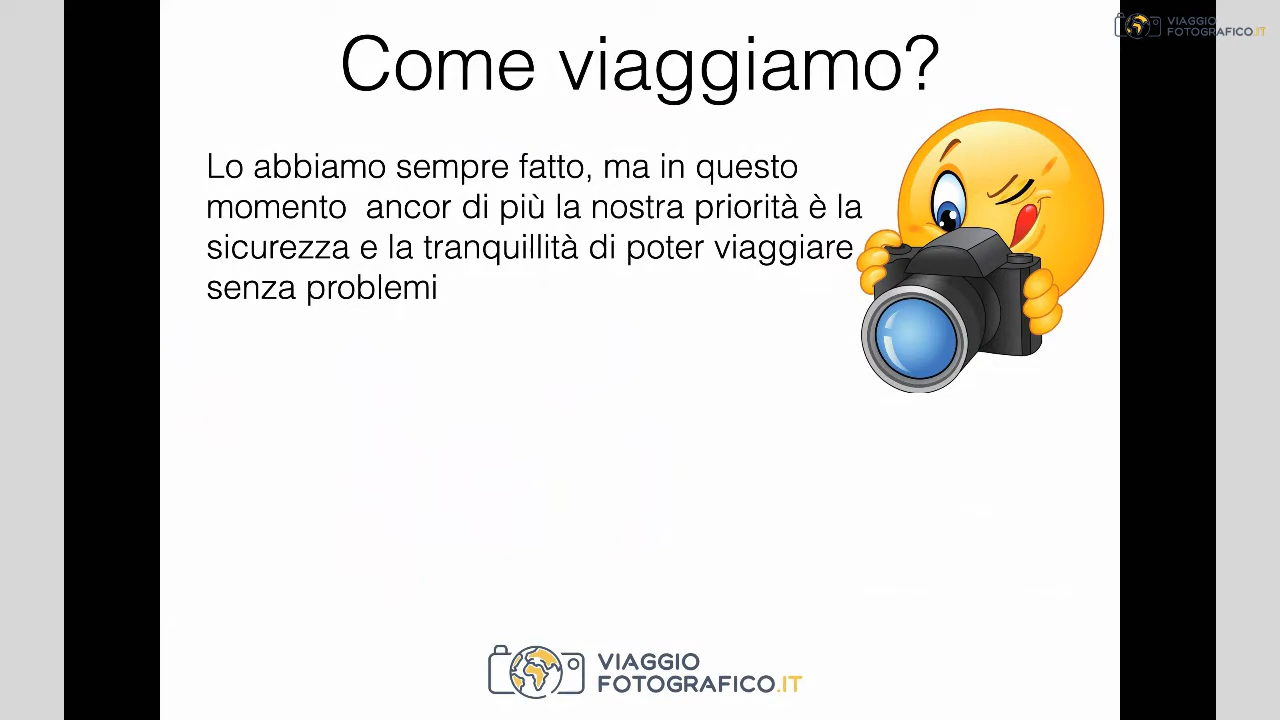 Come viaggiamo?
VIAGGIO
FOTOGRAFICO.IT
Lo abbiamo sempre fatto, ma in questo
momento  ancor di più la nostra priorità è la
sicurezza e la tranquillità di poter viaggiare
senza problemi
VIAGGIO
FOTOGRAFICO.IT